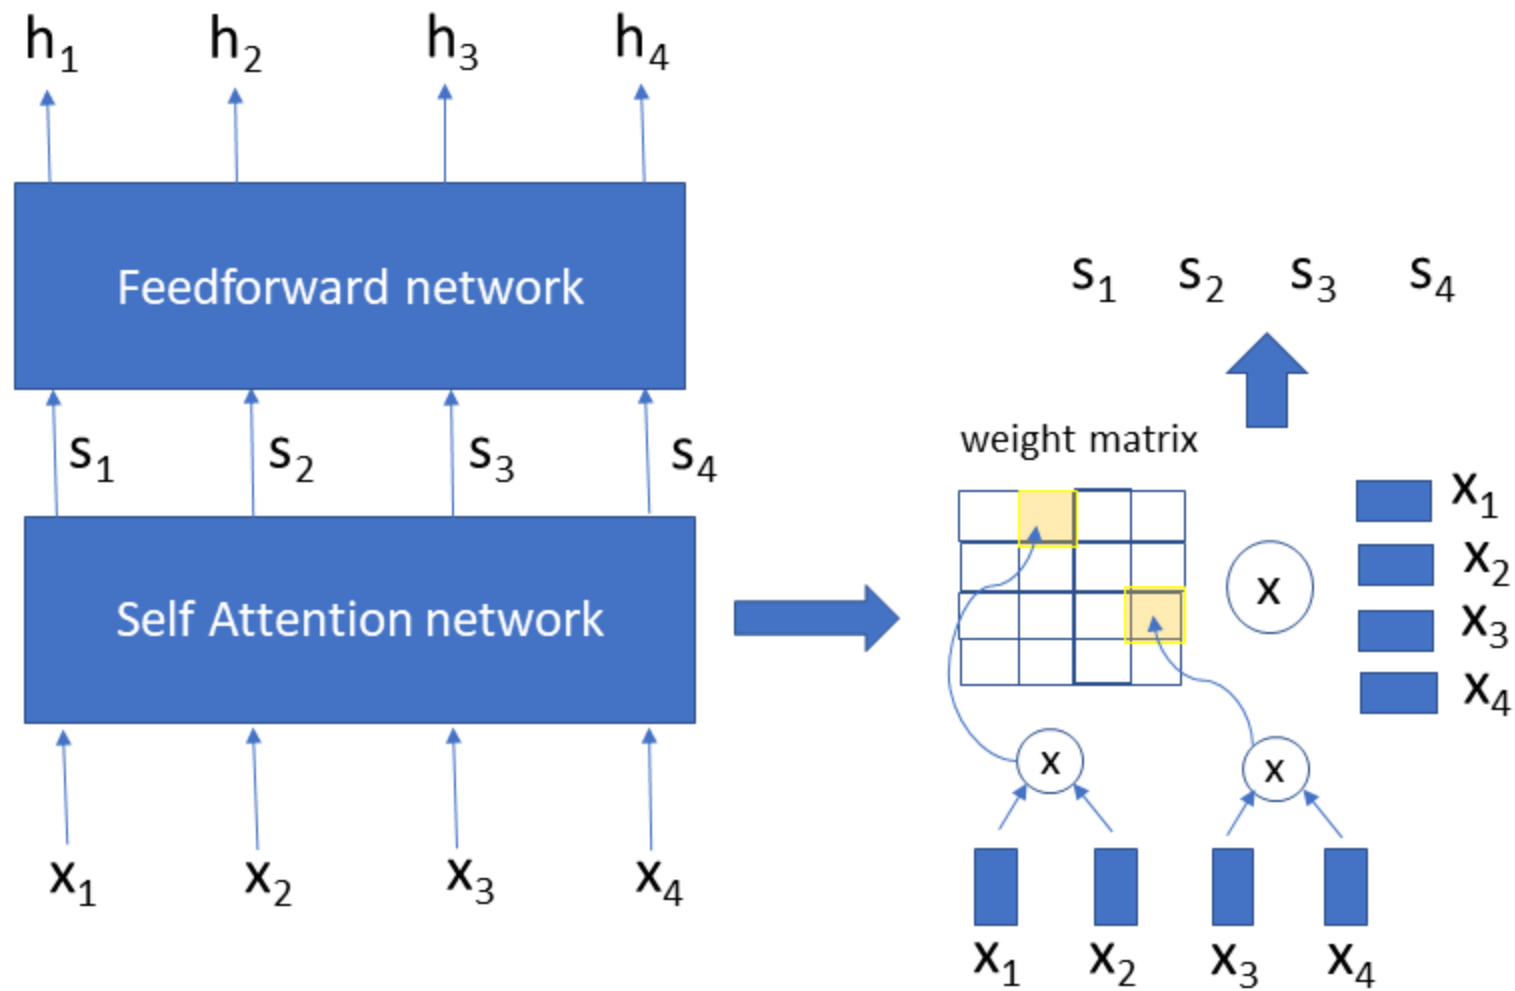 h1 h2 h3 h4
Feedforward network
s1 s2 s3 s4
Self Attention network
x1 x2 x3 x4
s1 s2 s3 s4
weight matrix
x1
x
x2
x3
x4
x x
x1 x2 x3 x4